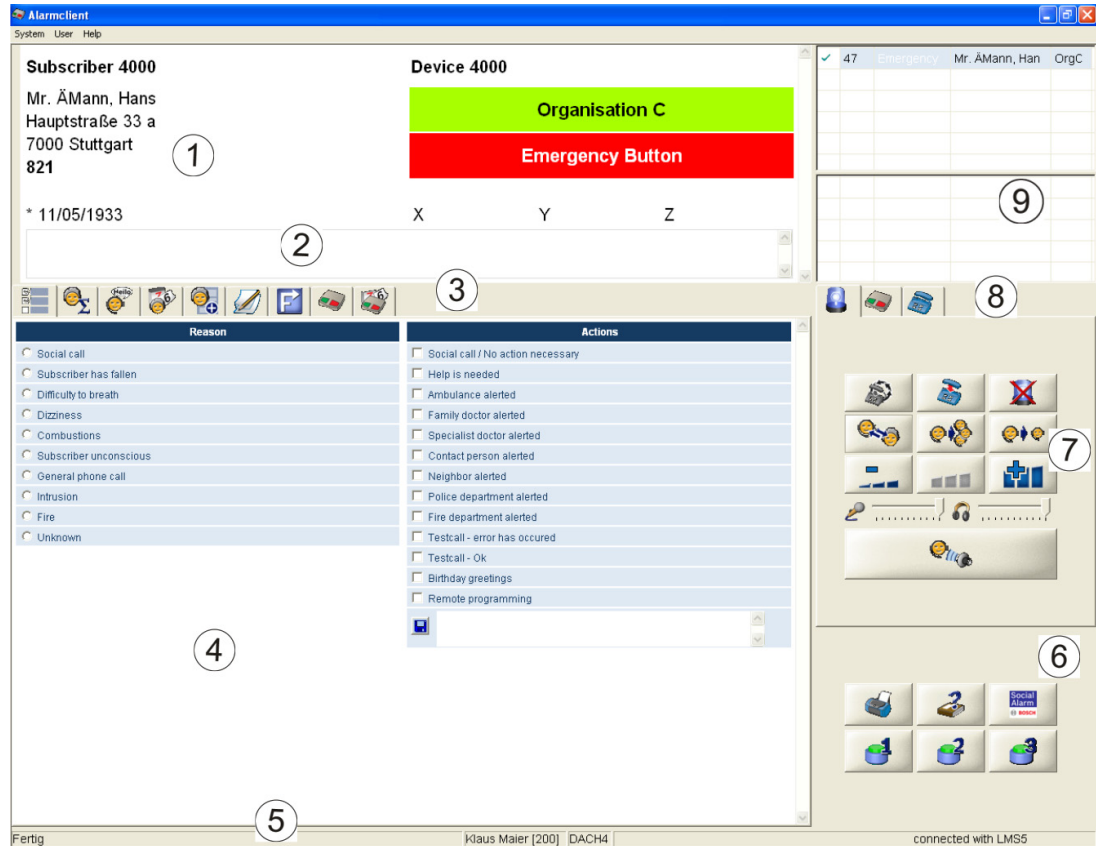 Alarmclient
System User Help
Subscriber 4000
Device 4000
Mr. ÄMann, Hans
Hauptstraße 33 a
7000 Stuttgart
821
Organisation C
Emergency Button
1
* 11/05/1933
X Y Z
2
47 Emergency Mr. ÄMann, Han OrgC
9
3
8
Reason
Social call
Subscriber has fallen
Difficulty to breath
Dizziness
Combustions
Subscriber unconscious
General phone call
Intrusion
Fire
Unknown
4
Actions
Social call / No action necessary
Help is needed
Ambulance alerted
Family doctor alerted
Specialist doctor alerted
Contact person alerted
Neighbor alerted
Police department alerted
Fire department alerted
Testcall - error has occured
Testcall - Ok
Birthday greetings
Remote programming
7
6
Social
Alarm
BOSCH
1 2 3
5
Fertig
Klaus Maier [200] DACH4
connected with LMS5